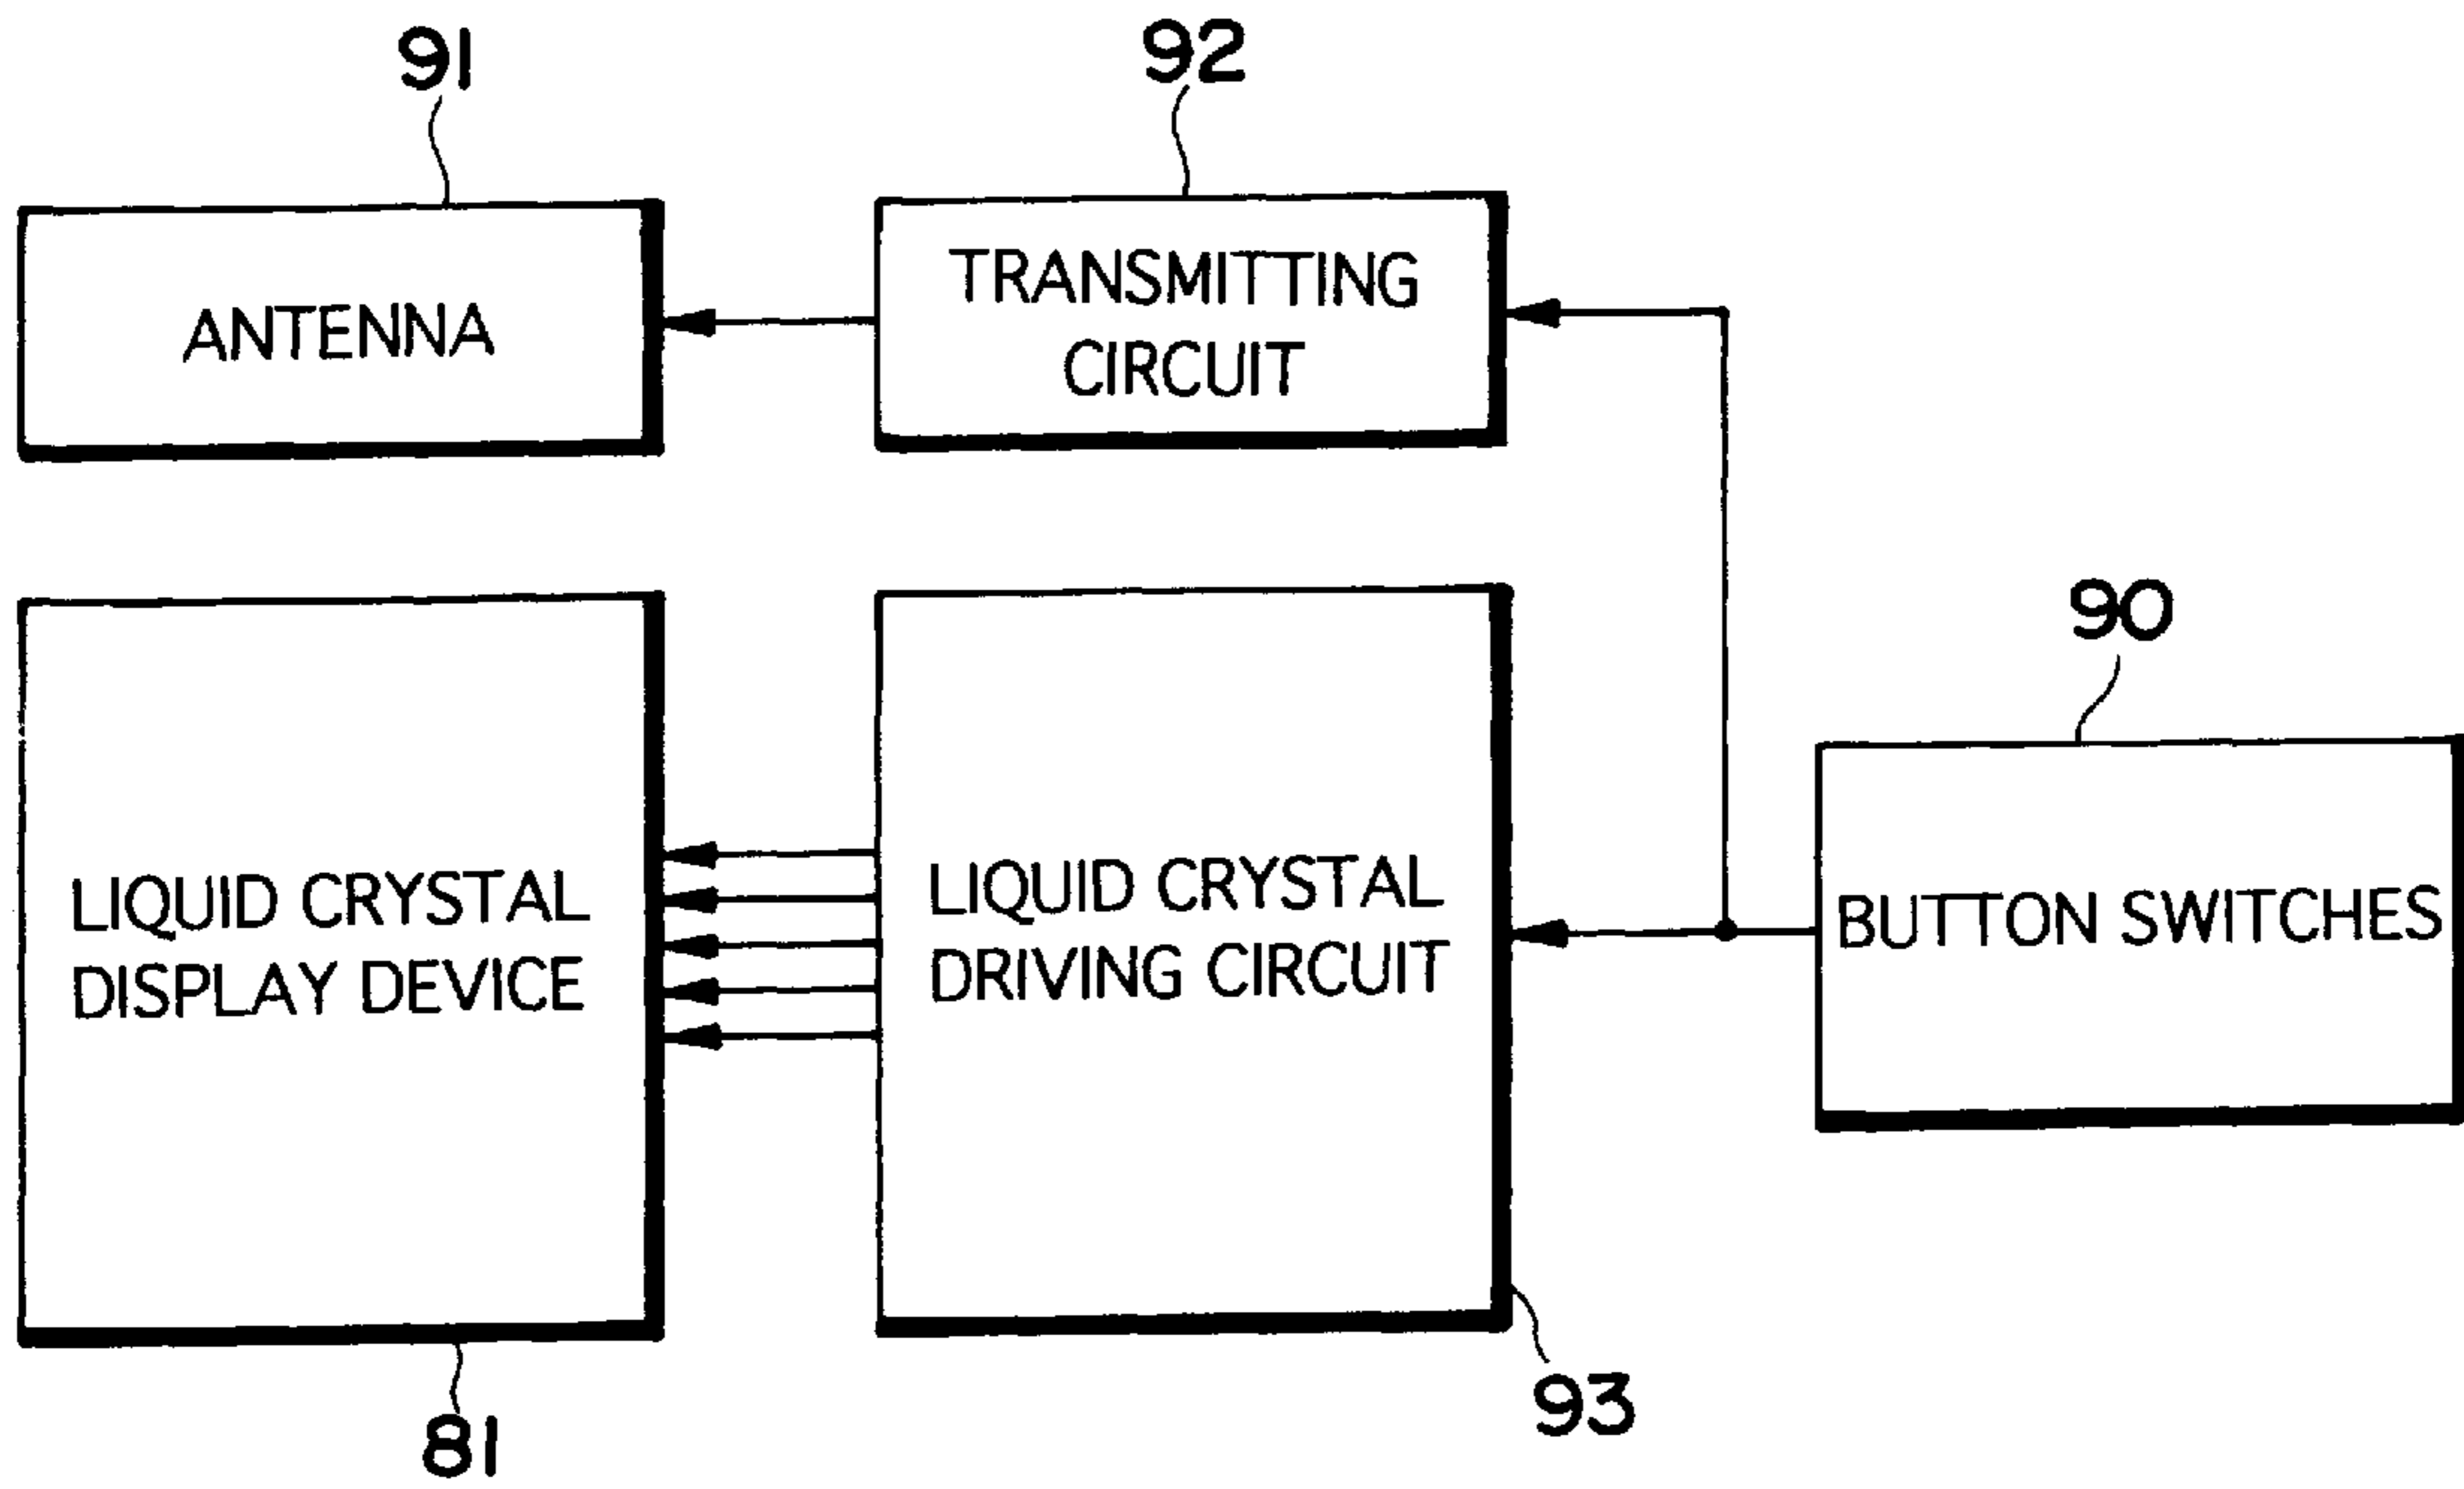 91
92
ANTENNA
TRANSMITTING
CIRCUIT
90
LIQUID CRYSTAL
DISPLAY DEVICE
LIQUID CRYSTAL
DRIVING CIRCUIT
BUTTON SWITCHES
93
81